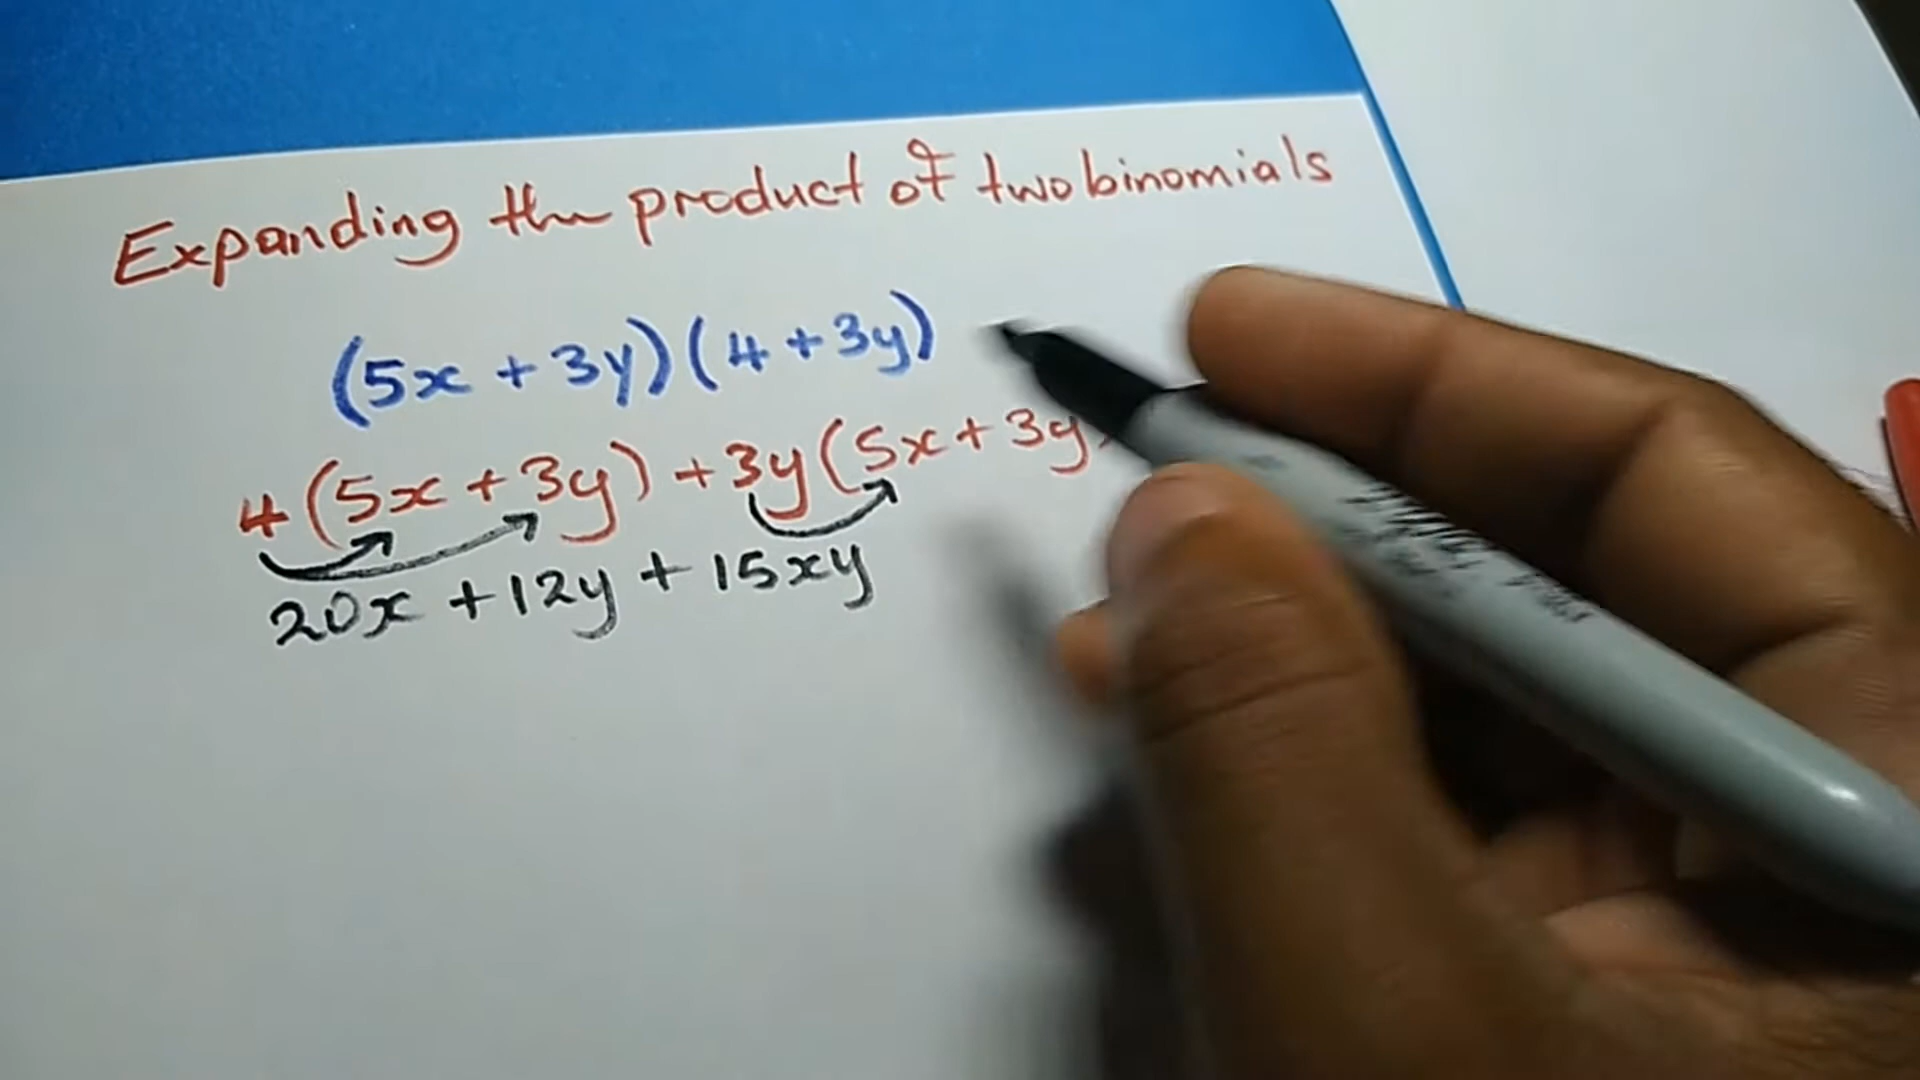 Expanding the product of two binomials
(5x + 3y)(4 + 3y)
4(5x + 3y) + 3y(5x + 3y
20x + 12y + 15xy